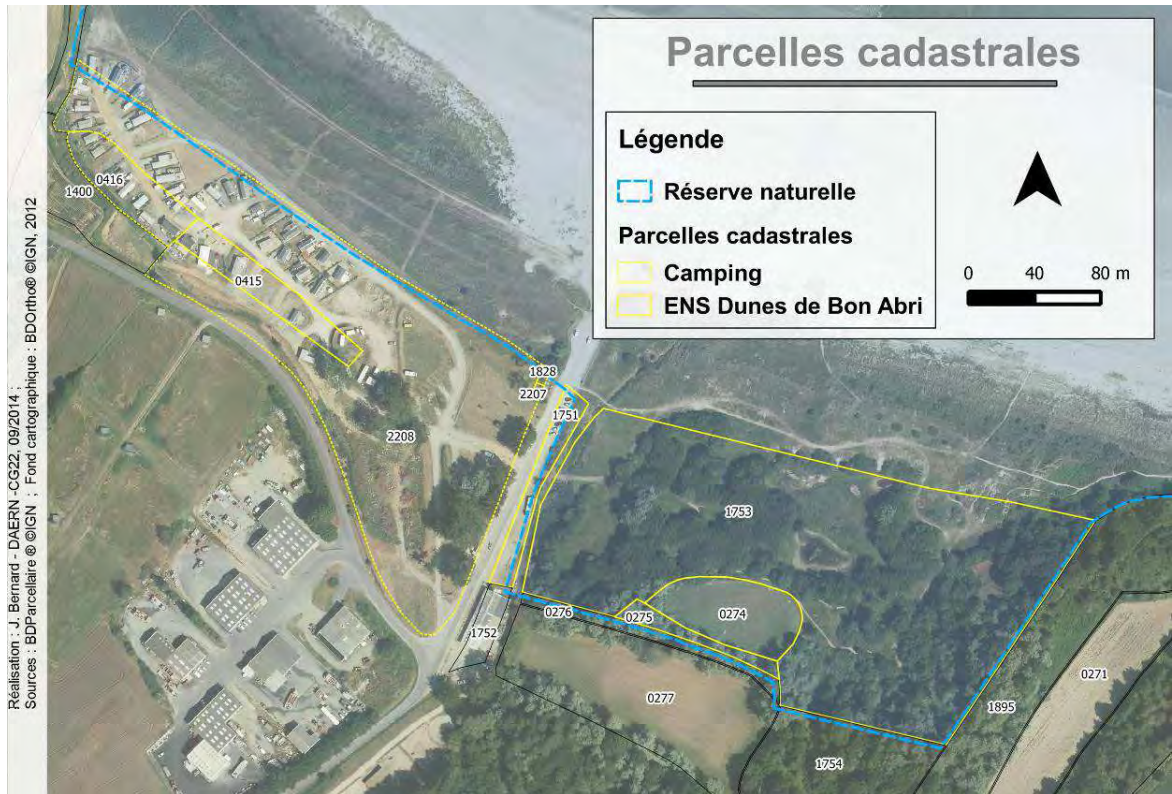 Parcelles cadastrales
Légende
Réserve naturelle
Parcelles cadastrales
Camping
ENS Dunes de Bon Abri
0 40 80 m
0416
1400
0415
1828
2207
1751
2208
1753
0276
0275
0274
1752
0277
0271
1895
1754
Réalisation : J. Bernard - DAERN -CG22, 09/2014 ;
Sources : BDParcellaire ® ©IGN ; Fond cartographique : BDOrtho® ©IGN, 2012